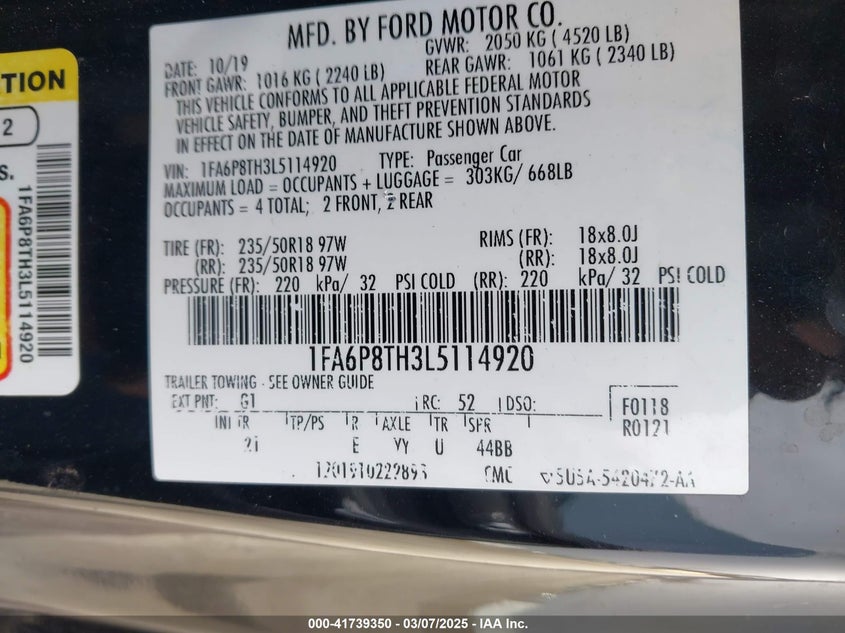 TION
2
S.
1FA6P8TH3L5114920
MFD. BY FORD MOTOR CO.
DATE: 10/19 GVWR: 2050 KG ( 4520 LB)
FRONT GAWR: 1016 KG ( 2240 LB) REAR GAWR: 1061 KG ( 2340 LB)
THIS VEHICLE CONFORMS TO ALL APPLICABLE FEDERAL MOTOR
VEHICLE SAFETY, BUMPER, AND THEFT PREVENTION STANDARDS
IN EFFECT ON THE DATE OF MANUFACTURE SHOWN ABOVE.
VIN: 1FA6P8TH3L5114920 TYPE: Passenger Car
MAXIMUM LOAD = OCCUPANTS + LUGGAGE = 303KG/ 668LB
OCCUPANTS = 4 TOTAL; 2 FRONT, 2 REAR
TIRE (FR): 235/50R18 97W RIMS (FR): 18x8.0J
(RR): 235/50R18 97W (RR): 18x8.0J
PRESSURE (FR): 220 kPa/ 32 PSI COLD (RR): 220 kPa/ 32 PSI COLD
1FA6P8TH3L5114920
TRAILER TOWING - SEE OWNER GUIDE
EXT PNT: G1 RC: 52 DSO: F0118
R0121
INT TR TP/PS R AXLE TR SPR
E YY U 44BB
000-41739350 — 03/07/2025 - IAA Inc.